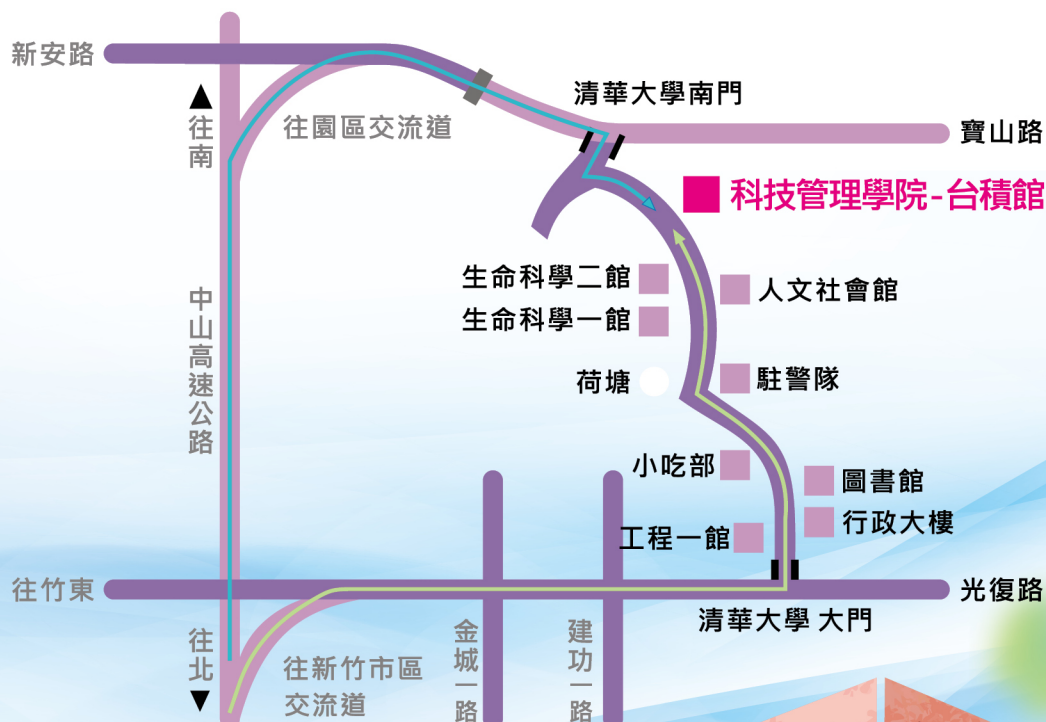 新安路
清華大學南門
▲
往南
往園區交流道
寶山路
科技管理學院-台積館
生命科學二館
人文社會館
中山高速公路
生命科學一館
荷塘
駐警隊
小吃部
圖書館
工程一館
行政大樓
往竹東
光復路
清華大學 大門
往北
▼
往新竹市區
交流道
金城一路
建功一路